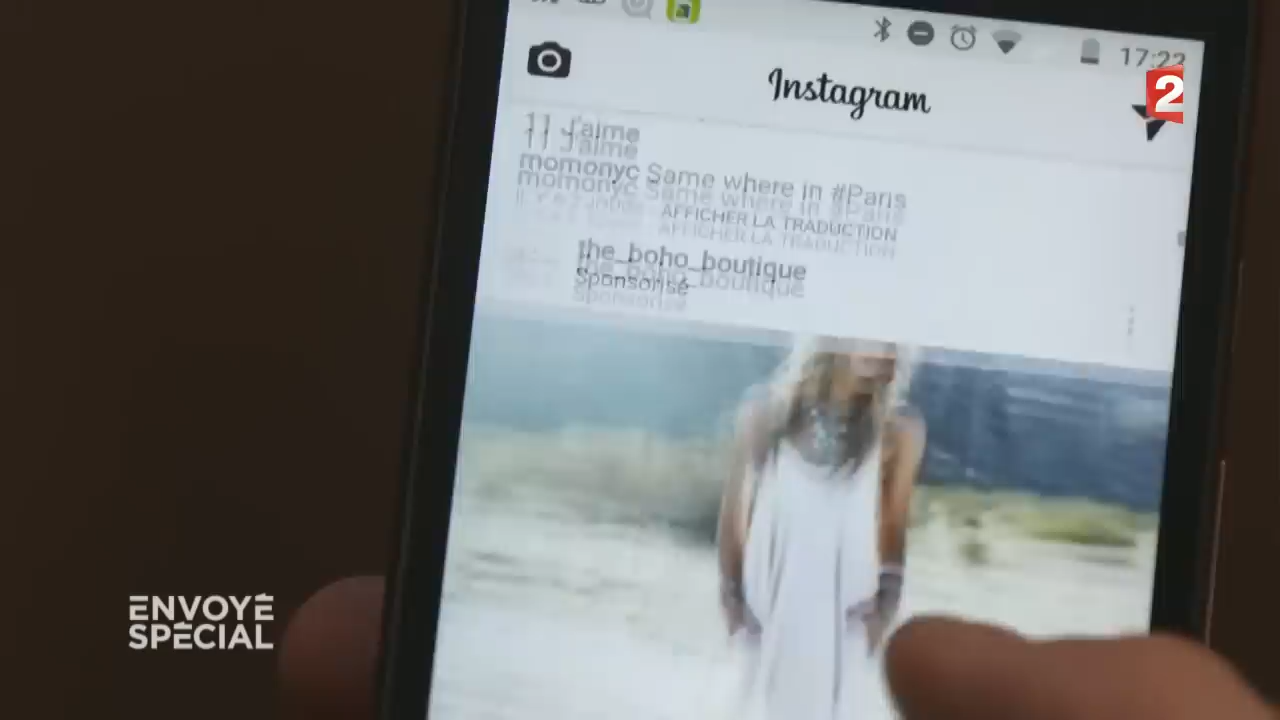 17:22
Instagram
2
11 J'aime
momonyc Same where in #Paris
AFFICHER LA TRADUCTION
the_boho_boutique
Sponsorisé
ENVOYÉ
SPÉCIAL